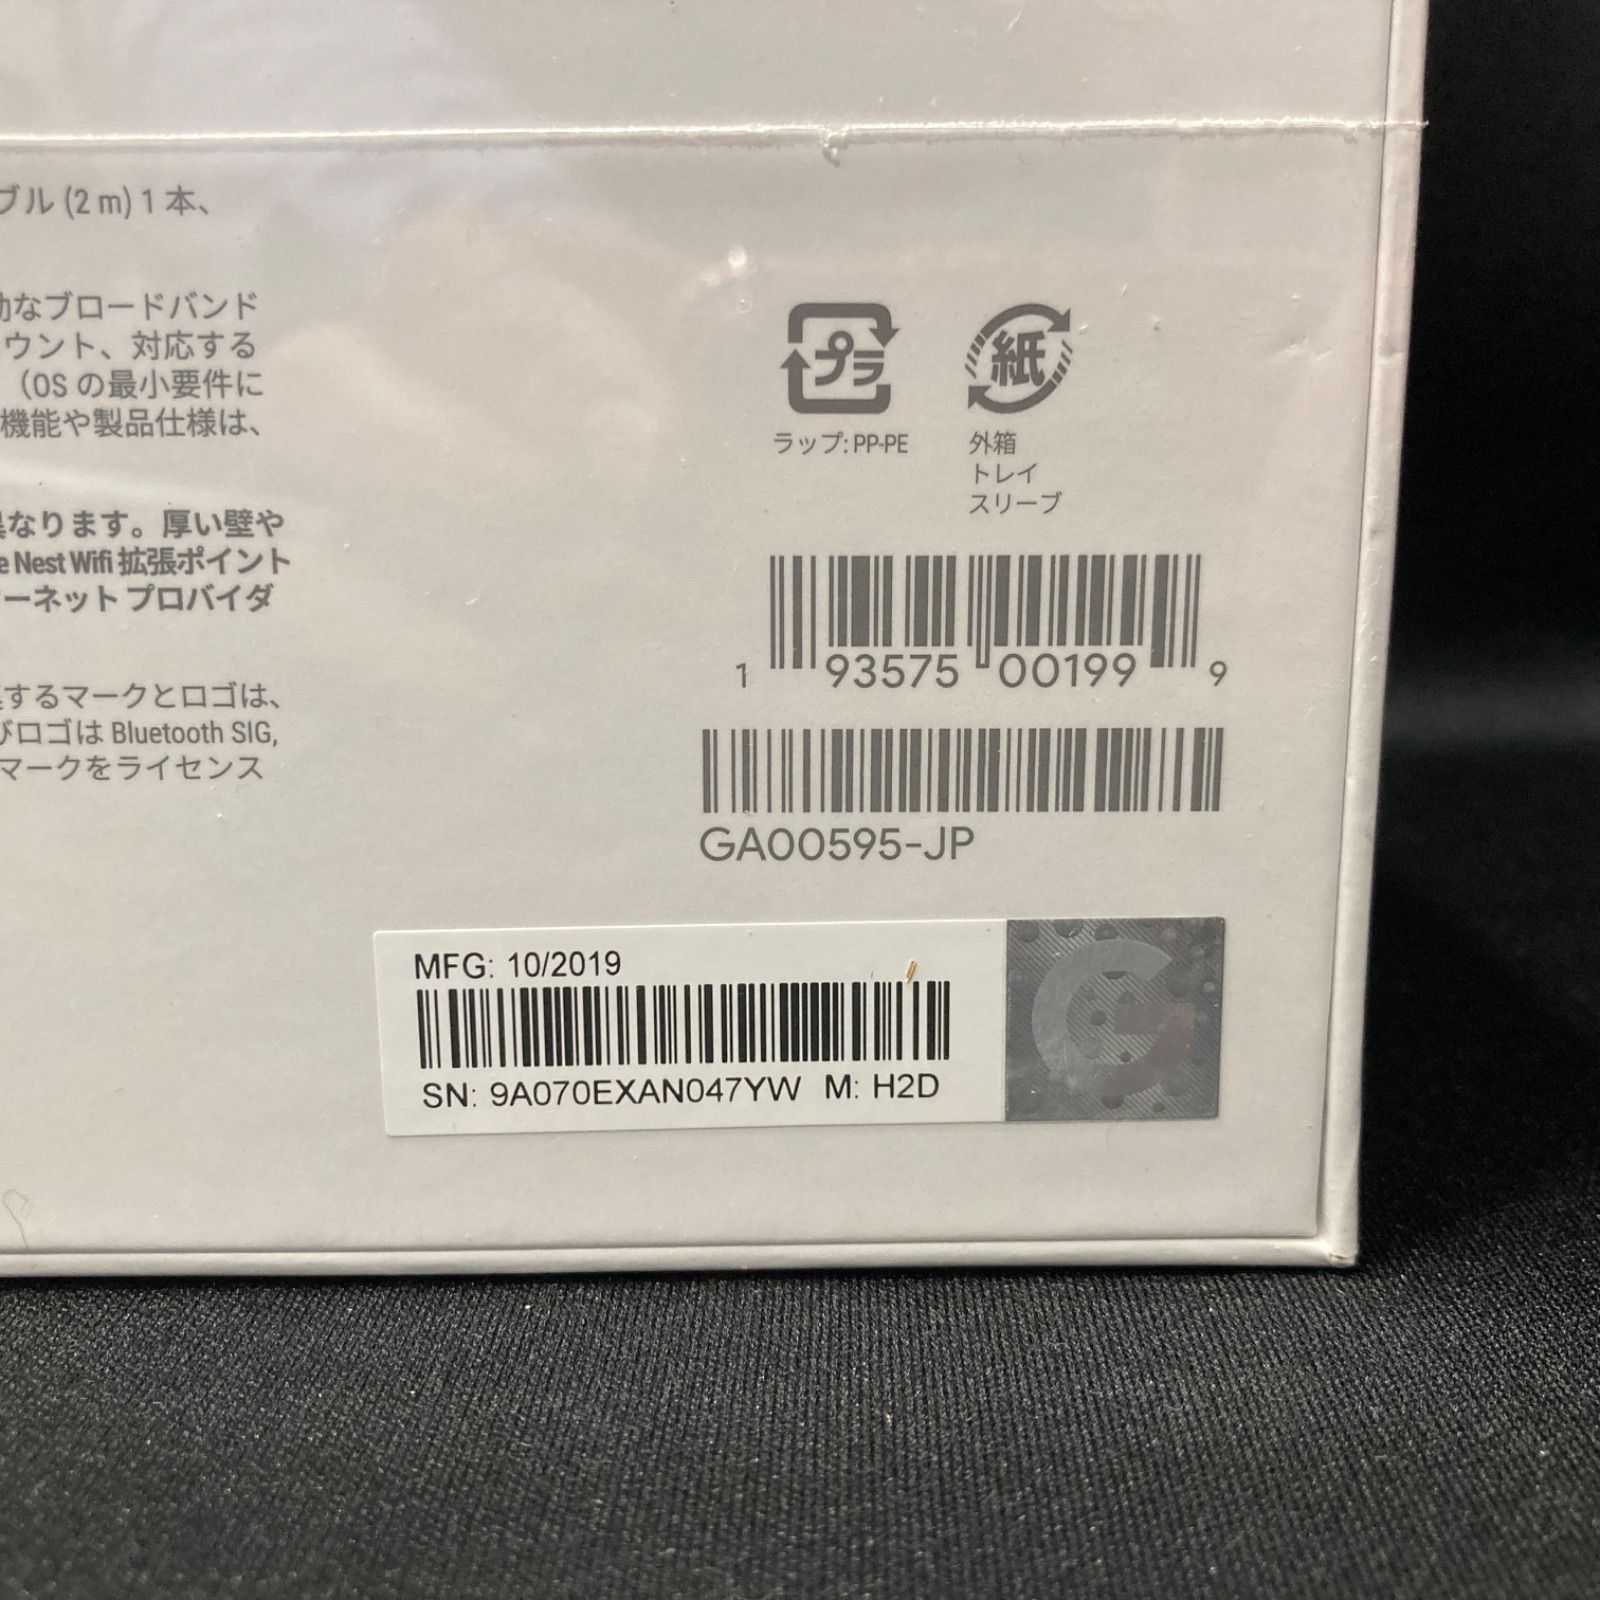 ブル (2 m) 1 本、
効なブロードバンド
ウント、対応する
（OS の最小要件に
機能や製品仕様は、
異なります。厚い壁や
e Nest Wifi 拡張ポイント
ーネット プロバイダ
するマークとロゴは、
びロゴは Bluetooth SIG,
マークをライセンス
プラ
紙
ラップ: PP-PE
外箱
トレイ
スリーブ
1 93575 00199 9
GA00595-JP
MFG: 10/2019
SN: 9A070EXAN047YW M: H2D
G